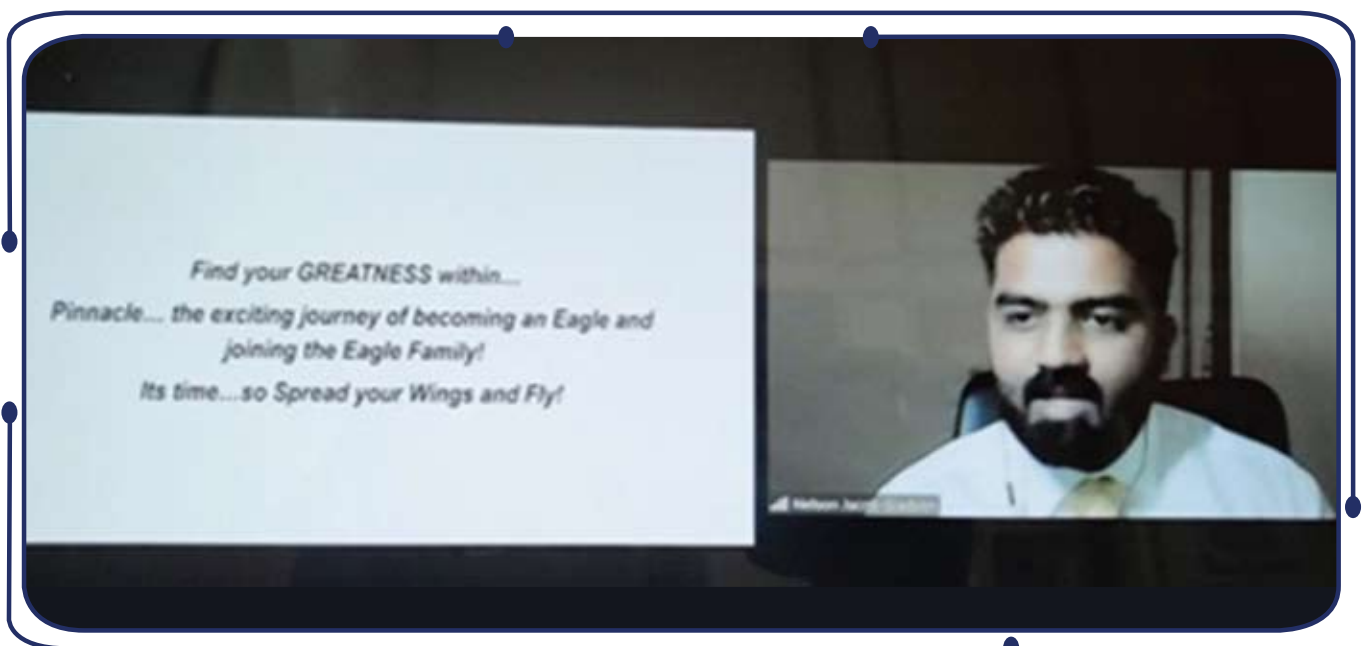 Find your GREATNESS within...
Pinnacle... the exciting journey of becoming an Eagle and
joining the Eagle Family!
Its time...so Spread your Wings and Fly!
Nelson